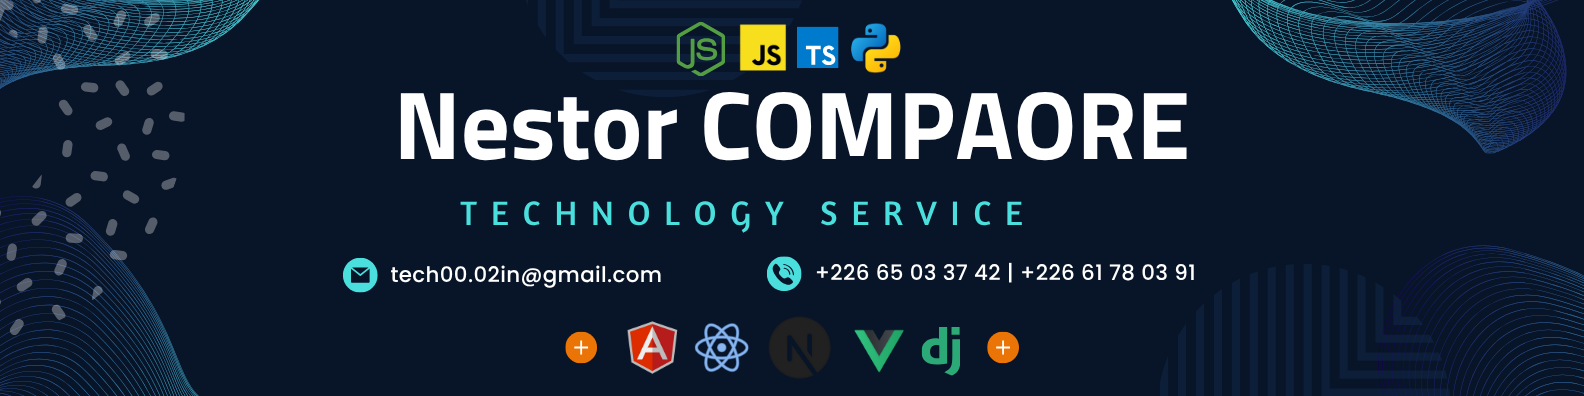 JS JS TS
Nestor COMPAORE
TECHNOLOGY SERVICE
tech00.02in@gmail.com +226 65 03 37 42 | +226 61 78 03 91
A N dj